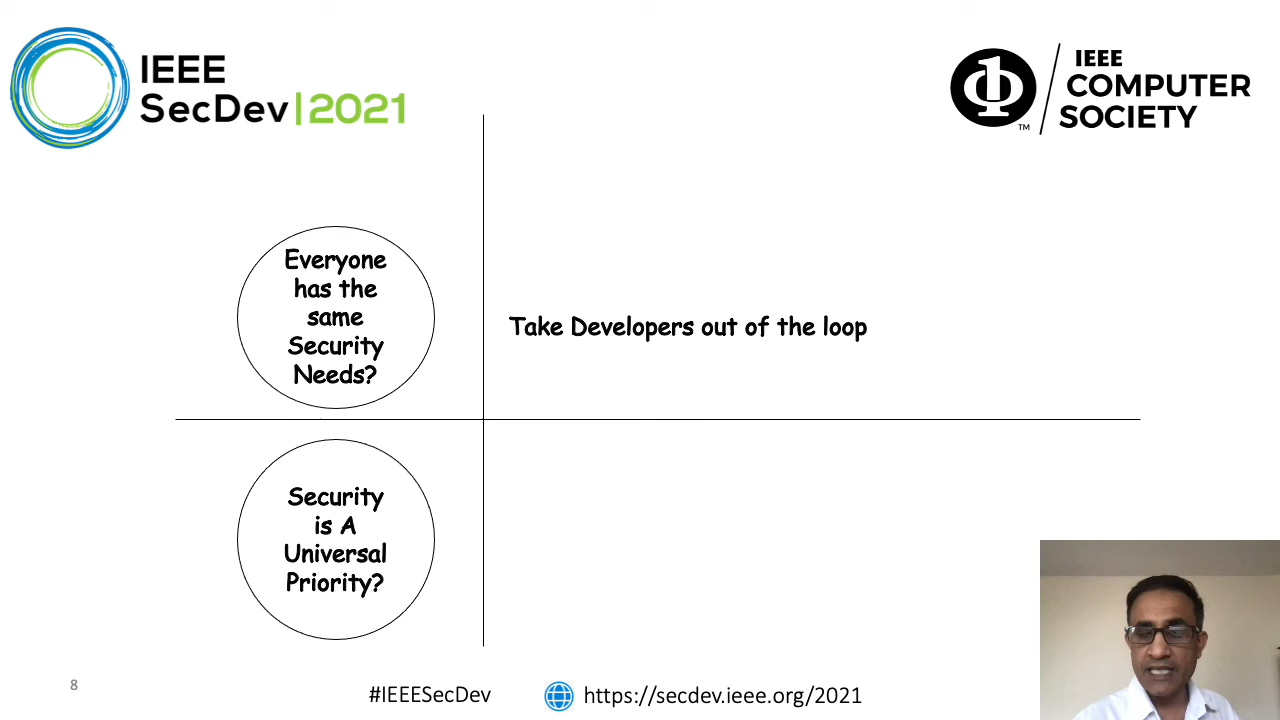 IEEE
SecDev|2021
IEEE
COMPUTER
SOCIETY
TM
Everyone
has the
same
Security
Needs?
Take Developers out of the loop
Security
is A
Universal
Priority?
8
#IEEESecDev
https://secdev.ieee.org/2021